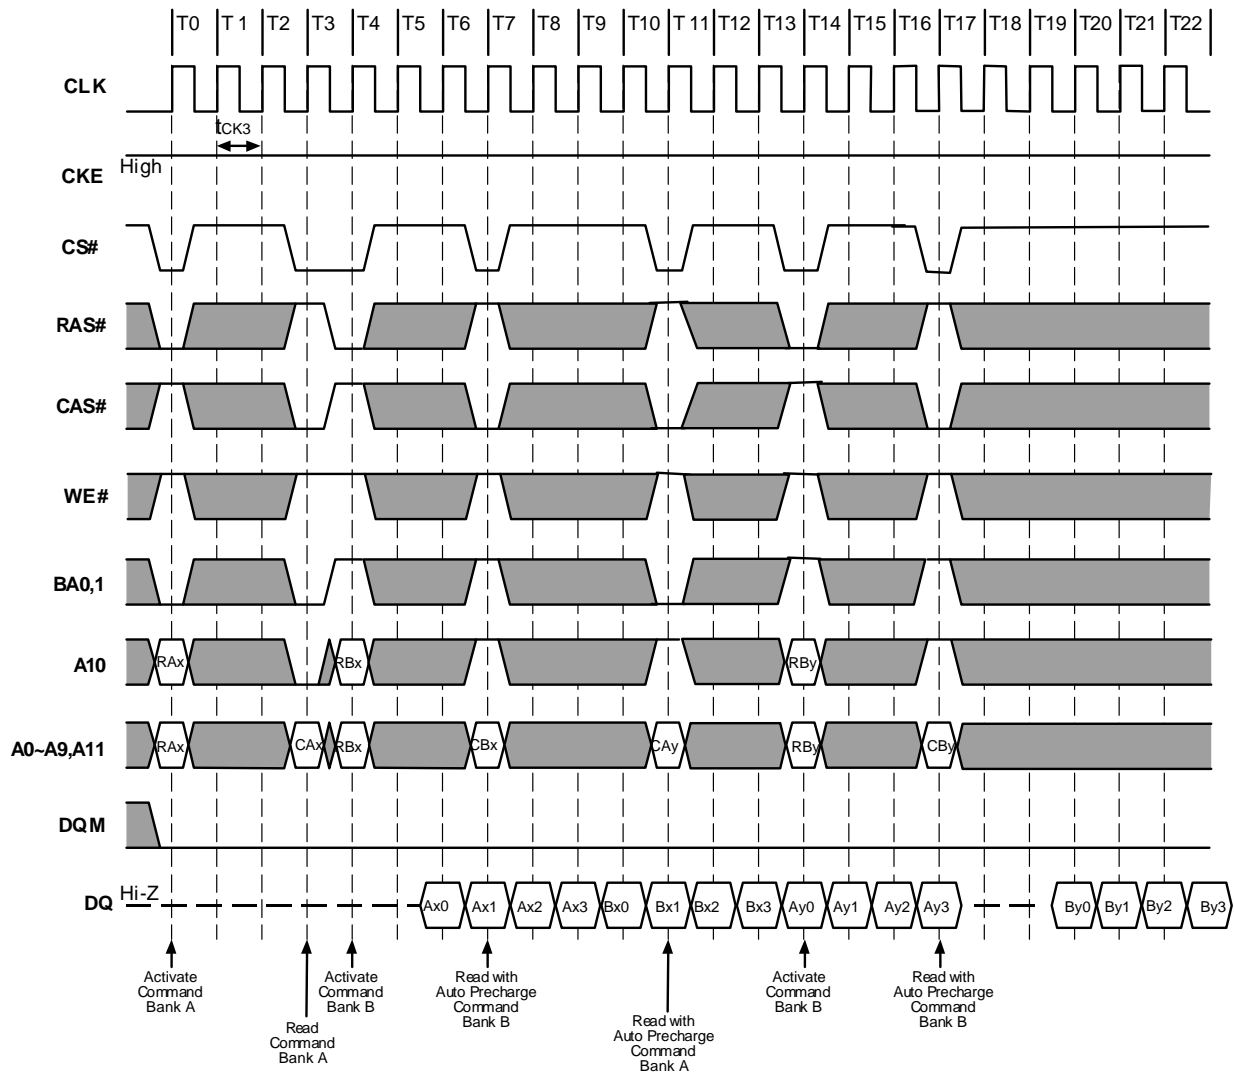 T0 T 1 T2 T3 T4 T5 T6 T7 T8 T9 T10 T 11 T12 T13 T14 T15 T16 T17 T18 T19 T20 T21 T22
CLK
tCK3
High
CKE
CS#
RAS#
CAS#
WE#
BA0,1
A10
RAx RBx RBy
A0~A9,A11
RAx CAx RBx CBx CAy RBy CBy
DQM
Hi-Z
DQ
Ax0 Ax1 Ax2 Ax3 Bx0 Bx1 Bx2 Bx3 Ay0 Ay1 Ay2 Ay3 By0 By1 By2 By3
Activate
Command
Bank A
Read
Command
Bank A
Activate
Command
Bank B
Read with
Auto Precharge
Command
Bank B
Read with
Auto Precharge
Command
Bank A
Activate
Command
Bank B
Read with
Auto Precharge
Command
Bank B